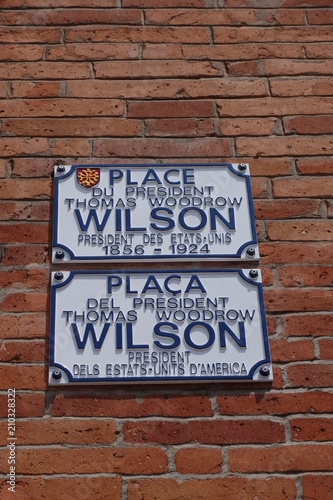 PLACE
DU PRESIDENT
THOMAS WOODROW
WILSON
PRESIDENT DES ETATS-UNIS
1856 - 1924
PLAÇA
DEL PRESIDENT
THOMAS WOODROW
WILSON
PRESIDENT
DELS ESTATS-UNITS D'AMERICA
© 210328322